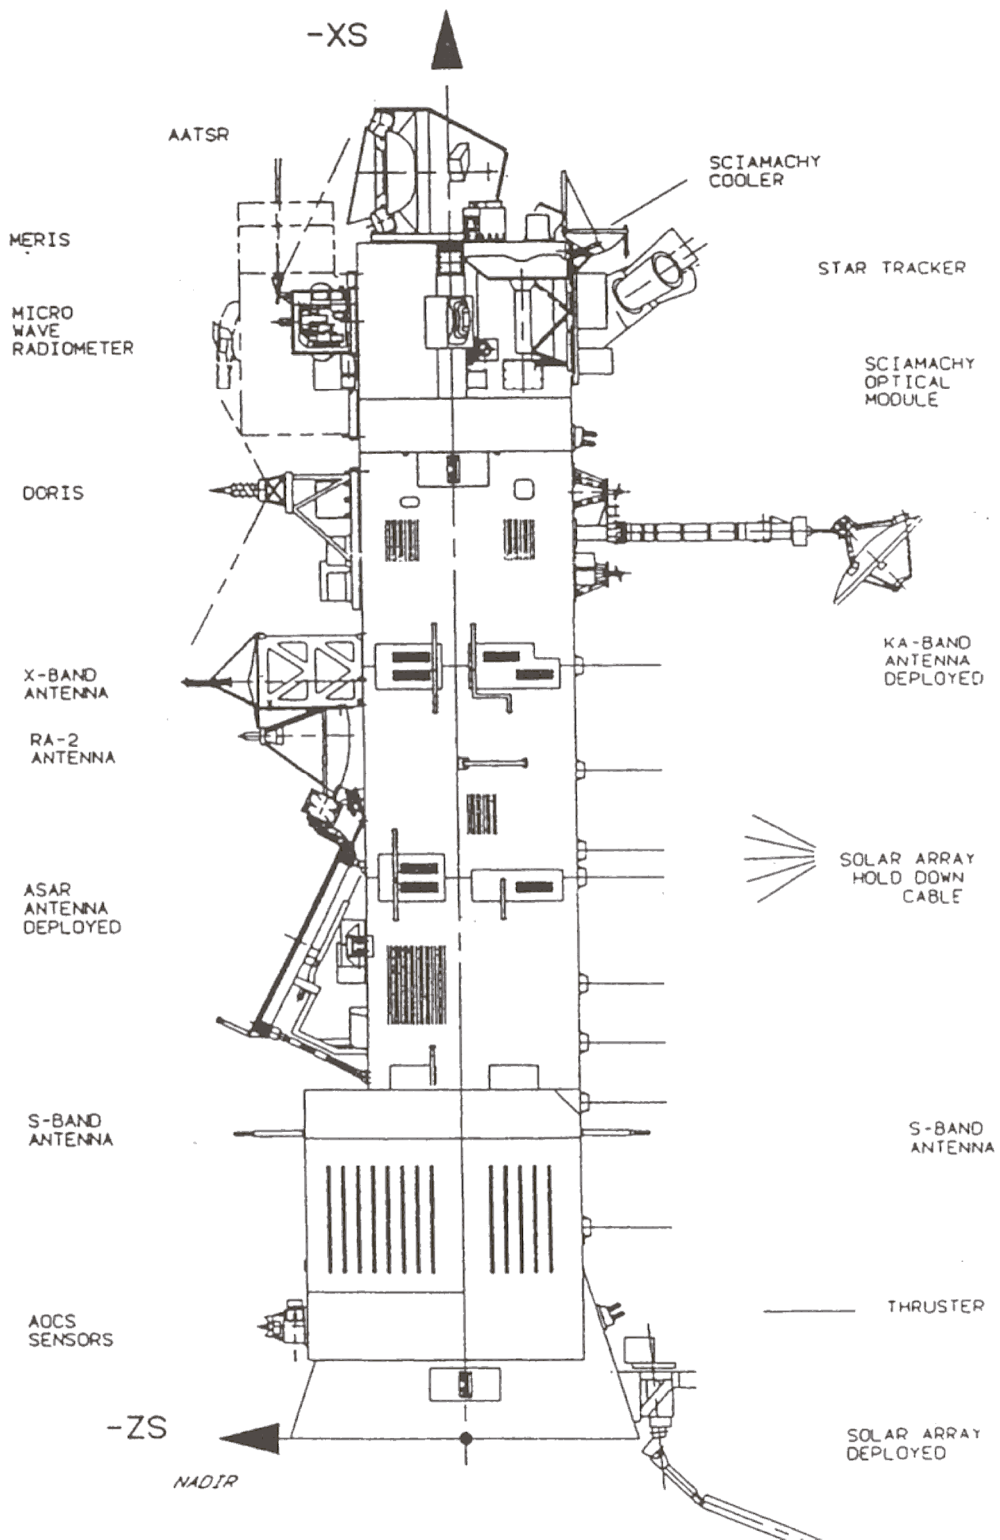 -XS
AATSR
SCIAMACHY
COOLER
MERIS
STAR TRACKER
MICRO
WAVE
RADIOMETER
SCIAMACHY
OPTICAL
MODULE
DORIS
KA-BAND
ANTENNA
DEPLOYED
X-BAND
ANTENNA
RA-2
ANTENNA
SOLAR ARRAY
HOLD DOWN
CABLE
ASAR
ANTENNA
DEPLOYED
S-BAND
ANTENNA
S-BAND
ANTENNA
THRUSTER
AOCS
SENSORS
-ZS
SOLAR ARRAY
DEPLOYED
NADIR